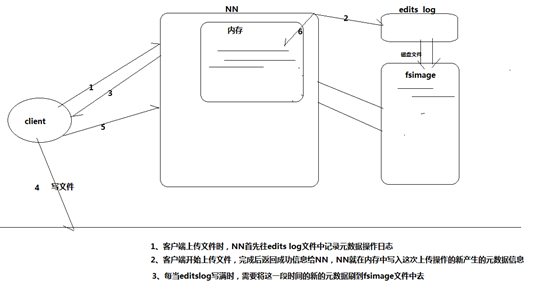 NN
edits_log
内存
6
2
磁盘文件
fsimage
1
3
client
5
4
写文件
1、客户端上传文件时，NN首先往edits log文件中记录元数据操作日志
2、客户端开始上传文件，完成后返回成功信息给NN，NN就在内存中写入这次上传操作的新产生的元数据信息
3、每当editslog写满时，需要将这一段时间的新的元数据刷到fsimage文件中去